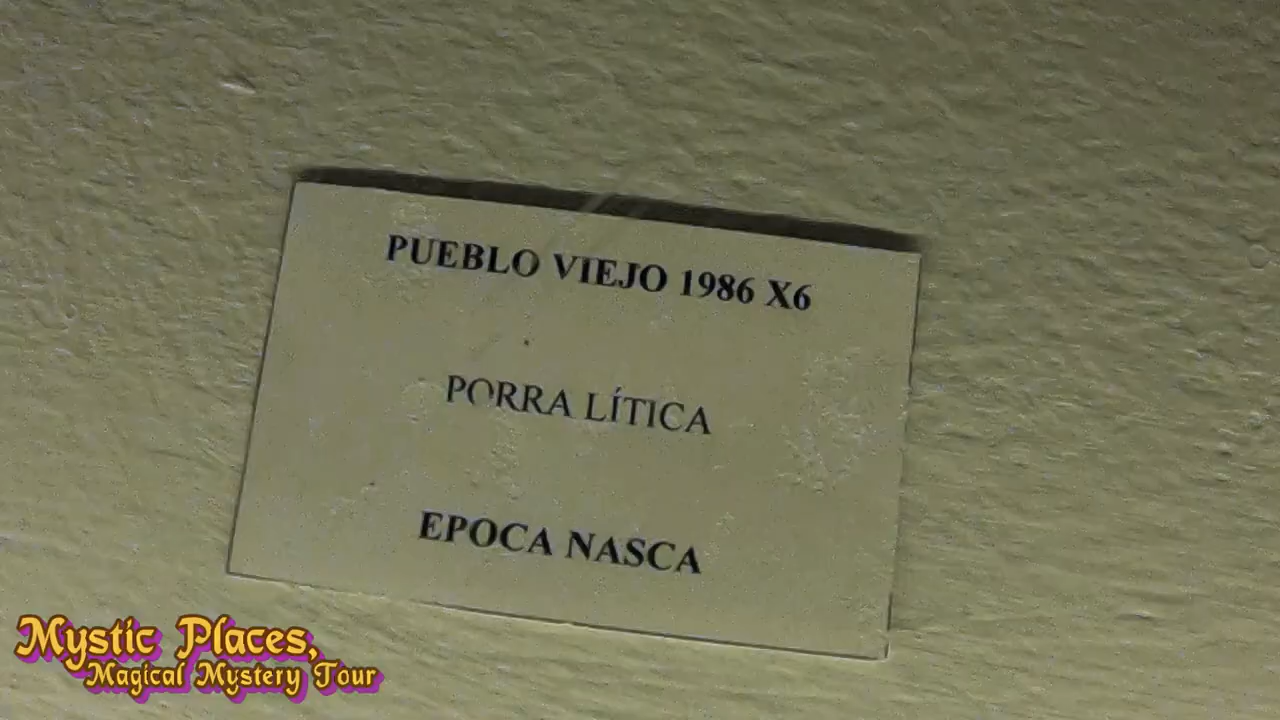 PUEBLO VIEJO 1986 X6
PORRA LÍTICA
EPOCA NASCA
Mystic Places,
Magical Mystery Tour